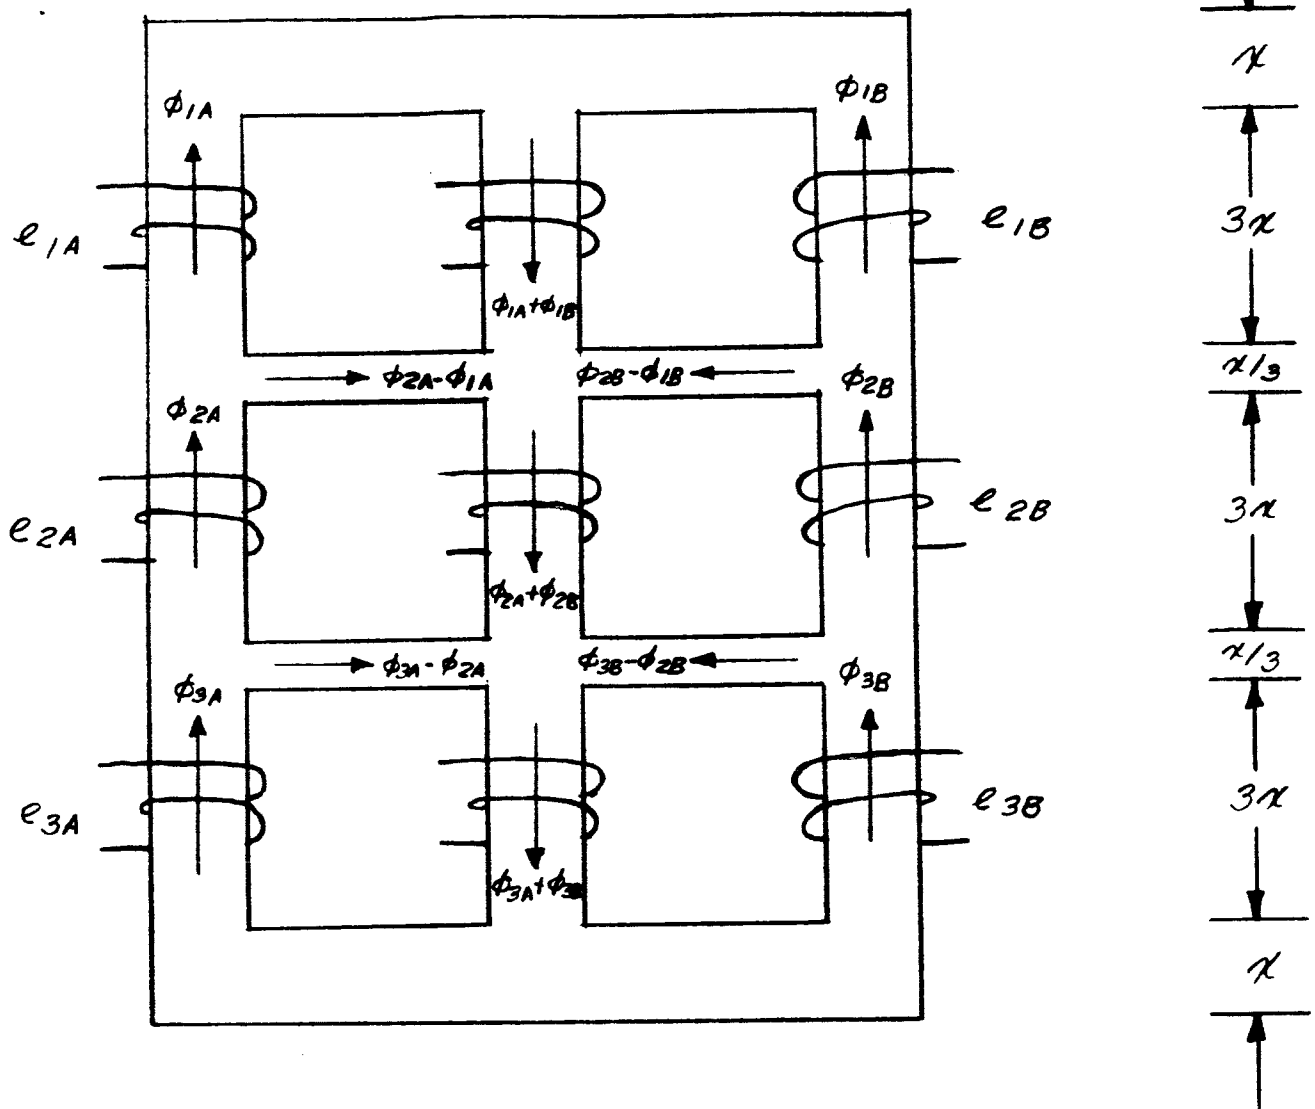 x
ϕ1A
ϕ1B
e1A
3x
e1B
ϕ1A+ϕ1B
ϕ2A-ϕ1A
ϕ2B-ϕ1B
x/3
ϕ2A
ϕ2B
e2A
3x
e2B
ϕ2A+ϕ2B
ϕ3A-ϕ2A
ϕ3B-ϕ2B
x/3
ϕ3A
ϕ3B
e3A
3x
e3B
ϕ3A+ϕ3B
x